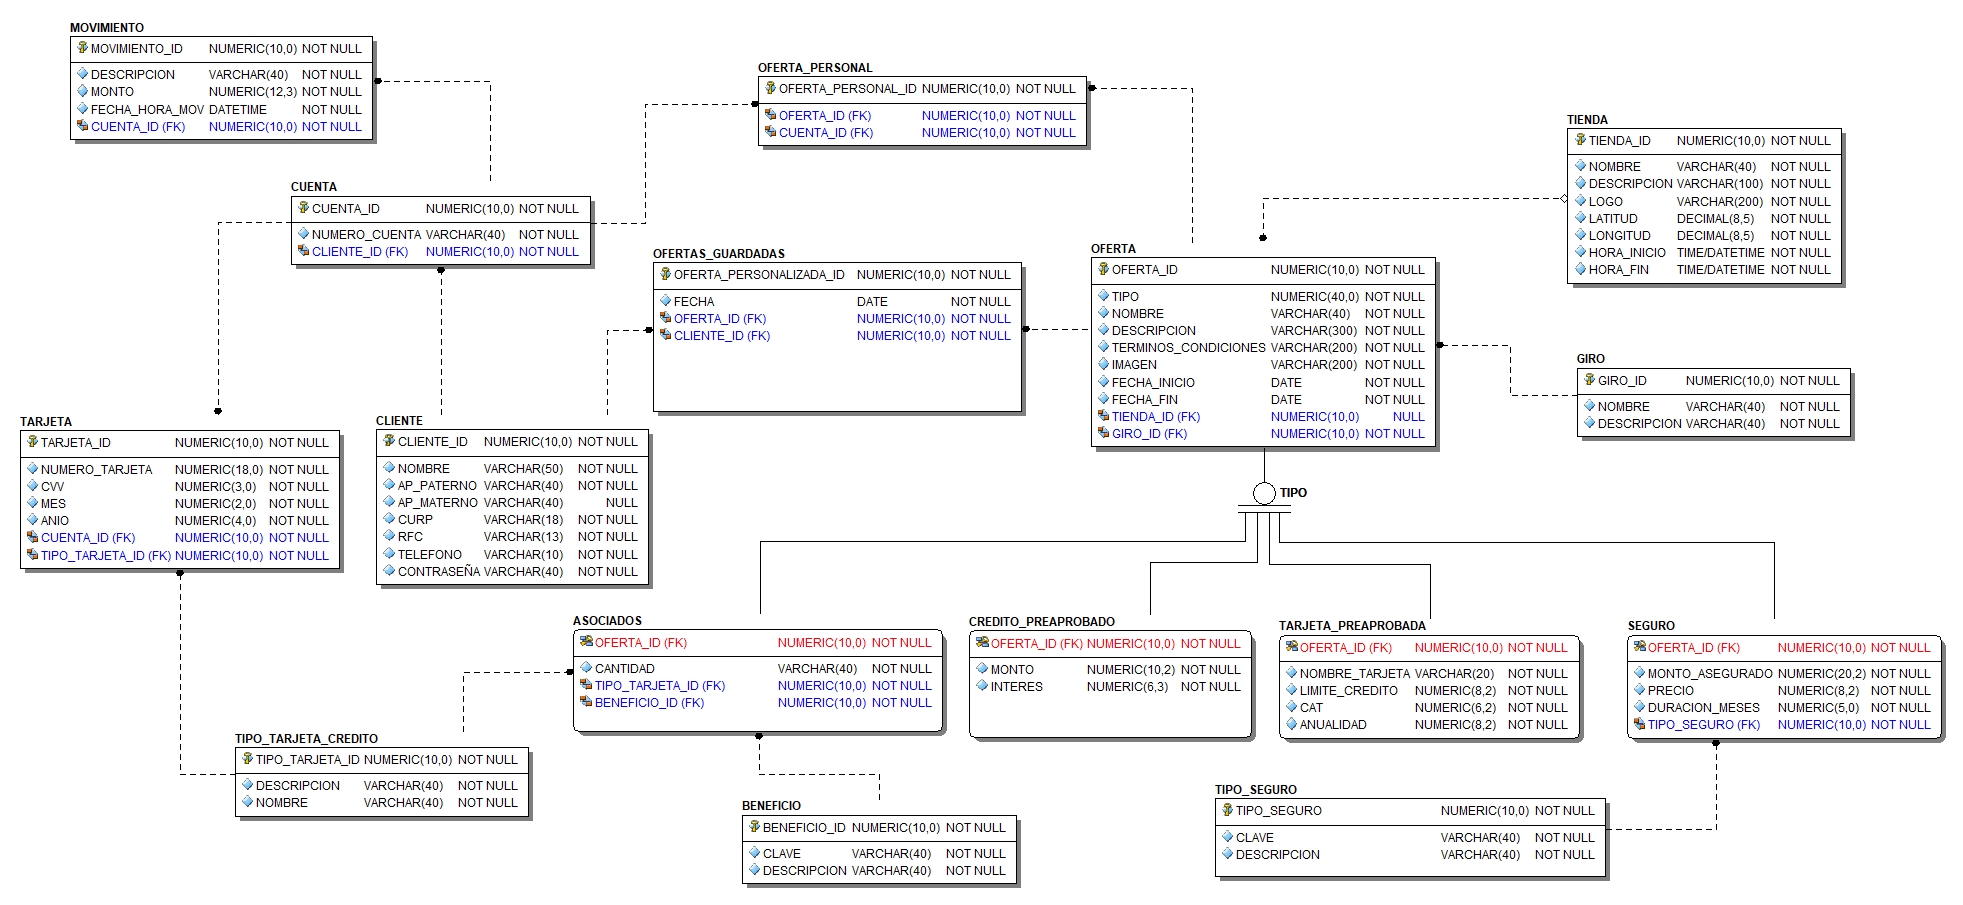 MOVIMIENTO
MOVIMIENTO_ID NUMERIC(10,0) NOT NULL
DESCRIPCION VARCHAR(40) NOT NULL
MONTO NUMERIC(12,3) NOT NULL
FECHA_HORA_MOV DATETIME NOT NULL
CUENTA_ID (FK) NUMERIC(10,0) NOT NULL
OFERTA_PERSONAL
OFERTA_PERSONAL_ID NUMERIC(10,0) NOT NULL
OFERTA_ID (FK) NUMERIC(10,0) NOT NULL
CUENTA_ID (FK) NUMERIC(10,0) NOT NULL
TIENDA
TIENDA_ID NUMERIC(10,0) NOT NULL
NOMBRE VARCHAR(40) NOT NULL
DESCRIPCION VARCHAR(100) NOT NULL
LOGO VARCHAR(200) NOT NULL
LATITUD DECIMAL(8,5) NOT NULL
LONGITUD DECIMAL(8,5) NOT NULL
HORA_INICIO TIME/DATETIME NOT NULL
HORA_FIN TIME/DATETIME NOT NULL
CUENTA
CUENTA_ID NUMERIC(10,0) NOT NULL
NUMERO_CUENTA VARCHAR(40) NOT NULL
CLIENTE_ID (FK) NUMERIC(10,0) NOT NULL
OFERTAS_GUARDADAS
OFERTA_PERSONALIZADA_ID NUMERIC(10,0) NOT NULL
FECHA DATE NOT NULL
OFERTA_ID (FK) NUMERIC(10,0) NOT NULL
CLIENTE_ID (FK) NUMERIC(10,0) NOT NULL
OFERTA
OFERTA_ID NUMERIC(10,0) NOT NULL
TIPO NUMERIC(40,0) NOT NULL
NOMBRE VARCHAR(40) NOT NULL
DESCRIPCION VARCHAR(300) NOT NULL
TERMINOS_CONDICIONES VARCHAR(200) NOT NULL
IMAGEN VARCHAR(200) NOT NULL
FECHA_INICIO DATE NOT NULL
FECHA_FIN DATE NOT NULL
TIENDA_ID (FK) NUMERIC(10,0) NULL
GIRO_ID (FK) NUMERIC(10,0) NOT NULL
GIRO
GIRO_ID NUMERIC(10,0) NOT NULL
NOMBRE VARCHAR(40) NOT NULL
DESCRIPCION VARCHAR(40) NOT NULL
TARJETA
TARJETA_ID NUMERIC(10,0) NOT NULL
NUMERO_TARJETA NUMERIC(18,0) NOT NULL
CVV NUMERIC(3,0) NOT NULL
MES NUMERIC(2,0) NOT NULL
ANIO NUMERIC(4,0) NOT NULL
CUENTA_ID (FK) NUMERIC(10,0) NOT NULL
TIPO_TARJETA_ID (FK) NUMERIC(10,0) NOT NULL
CLIENTE
CLIENTE_ID NUMERIC(10,0) NOT NULL
NOMBRE VARCHAR(50) NOT NULL
AP_PATERNO VARCHAR(40) NOT NULL
AP_MATERNO VARCHAR(40) NULL
CURP VARCHAR(18) NOT NULL
RFC VARCHAR(13) NOT NULL
TELEFONO VARCHAR(10) NOT NULL
CONTRASEÑA VARCHAR(40) NOT NULL
TIPO
ASOCIADOS
OFERTA_ID (FK) NUMERIC(10,0) NOT NULL
CANTIDAD VARCHAR(40) NOT NULL
TIPO_TARJETA_ID (FK) NUMERIC(10,0) NOT NULL
BENEFICIO_ID (FK) NUMERIC(10,0) NOT NULL
CREDITO_PREAPROBADO
OFERTA_ID (FK) NUMERIC(10,0) NOT NULL
MONTO NUMERIC(10,2) NOT NULL
INTERES NUMERIC(6,3) NOT NULL
TARJETA_PREAPROBADA
OFERTA_ID (FK) NUMERIC(10,0) NOT NULL
NOMBRE_TARJETA VARCHAR(20) NOT NULL
LIMITE_CREDITO NUMERIC(8,2) NOT NULL
CAT NUMERIC(6,2) NOT NULL
ANUALIDAD NUMERIC(8,2) NOT NULL
SEGURO
OFERTA_ID (FK) NUMERIC(10,0) NOT NULL
MONTO_ASEGURADO NUMERIC(20,2) NOT NULL
PRECIO NUMERIC(8,2) NOT NULL
DURACION_MESES NUMERIC(5,0) NOT NULL
TIPO_SEGURO (FK) NUMERIC(10,0) NOT NULL
TIPO_TARJETA_CREDITO
TIPO_TARJETA_ID NUMERIC(10,0) NOT NULL
DESCRIPCION VARCHAR(40) NOT NULL
NOMBRE VARCHAR(40) NOT NULL
BENEFICIO
BENEFICIO_ID NUMERIC(10,0) NOT NULL
CLAVE VARCHAR(40) NOT NULL
DESCRIPCION VARCHAR(40) NOT NULL
TIPO_SEGURO
TIPO_SEGURO NUMERIC(10,0) NOT NULL
CLAVE VARCHAR(40) NOT NULL
DESCRIPCION VARCHAR(40) NOT NULL